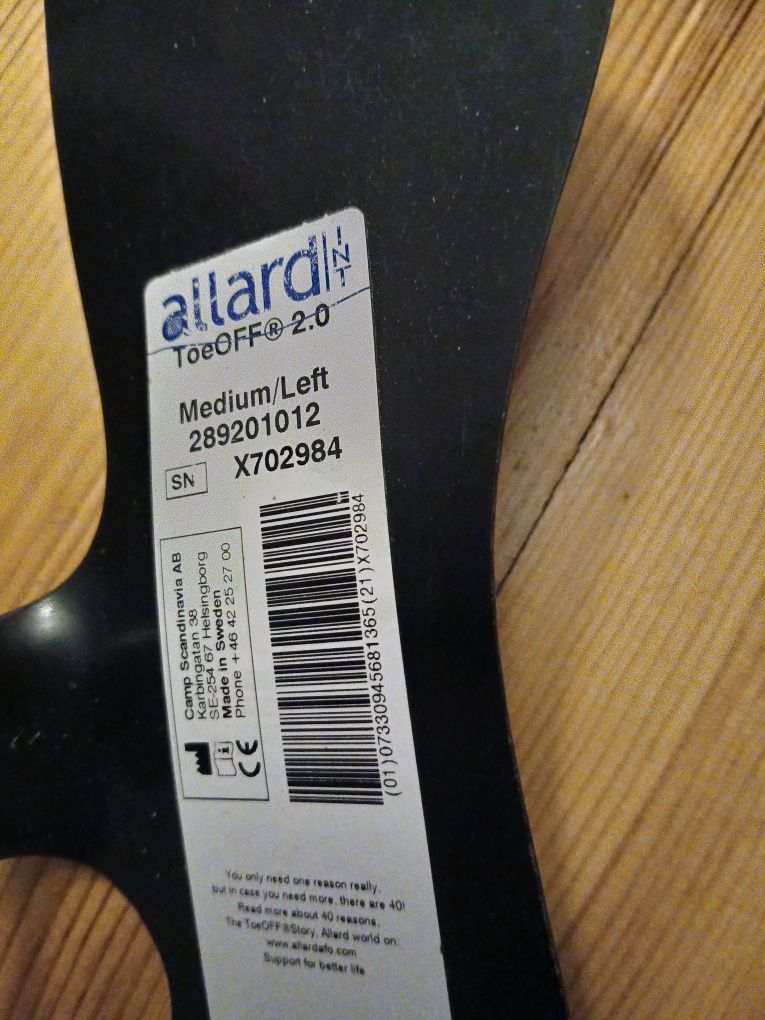 allard INT
ToeOFF® 2.0
Medium/Left
289201012
SN X702984
Camp Scandinavia AB
Karbingatan 38
SE-254 67 Helsingborg
Made in Sweden
Phone +46 42 25 27 00
CE
(01)07330945681365(21)X702984
You only need one reason really,
but in case you need more, there are 40!
Read more about 40 reasons,
The ToeOFF®Story, Allard world on:
www.allardafo.com
Support for better life